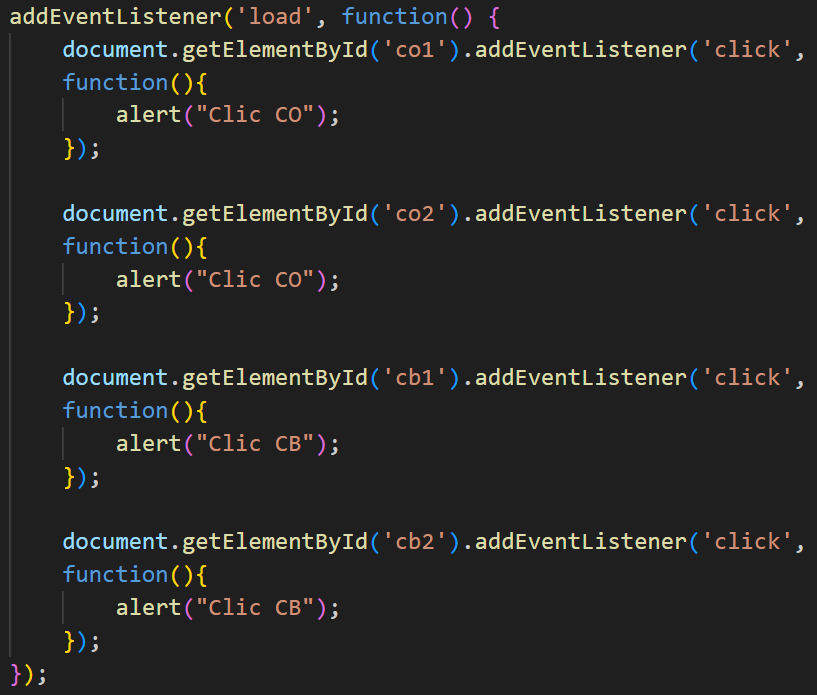 addEventListener('load', function() {
    document.getElementById('co1').addEventListener('click',
    function(){
        alert("Clic CO");
    });

    document.getElementById('co2').addEventListener('click',
    function(){
        alert("Clic CO");
    });

    document.getElementById('cb1').addEventListener('click',
    function(){
        alert("Clic CB");
    });

    document.getElementById('cb2').addEventListener('click',
    function(){
        alert("Clic CB");
    });
});